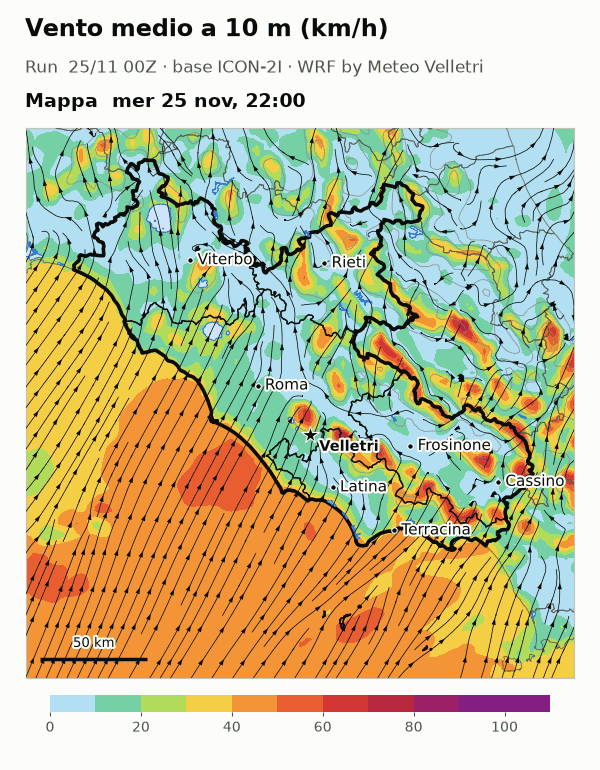 Vento medio a 10 m (km/h)
Run  25/11 00Z · base ICON-2I · WRF by Meteo Velletri
Mappa  mer 25 nov, 22:00
Viterbo
Rieti
Roma
Velletri
Frosinone
Latina
Cassino
Terracina
50 km
0 20 40 60 80 100